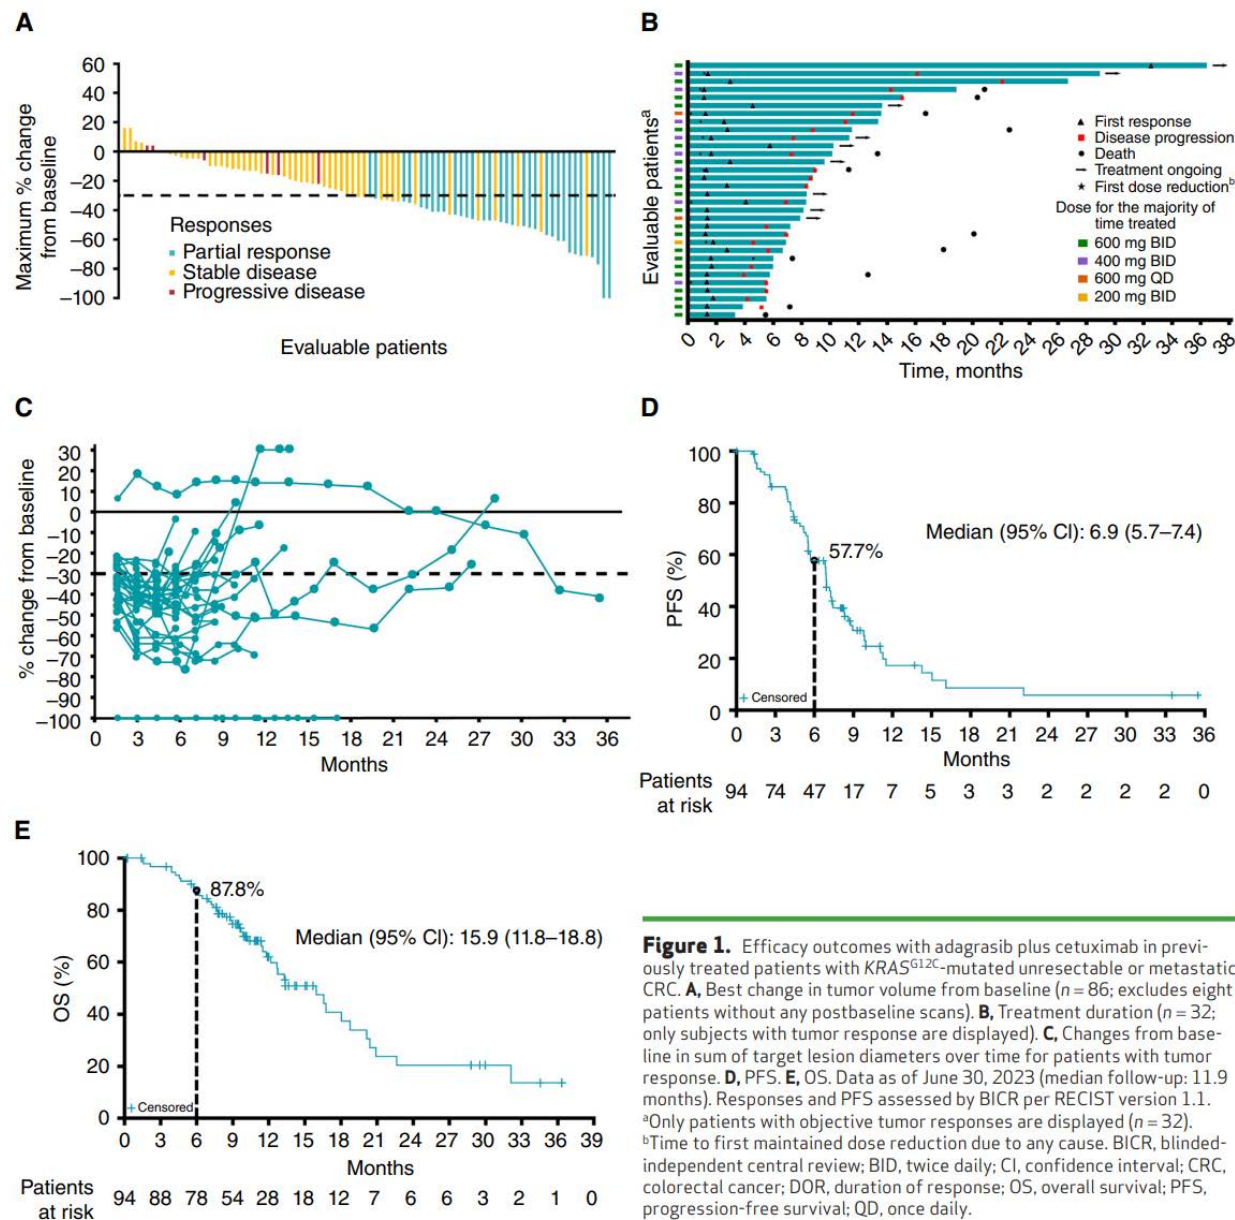 A
Maximum % change
from baseline
60
40
20
0
−20
−40
−60
−80
−100
Responses
Partial response
Stable disease
Progressive disease
Evaluable patients
B
Evaluable patientsa
First response
Disease progression
Death
Treatment ongoing
First dose reductionb
Dose for the majority of
time treated
600 mg BID
400 mg BID
600 mg QD
200 mg BID
0 2 4 6 8 10 12 14 16 18 20 22 24 26 28 30 32 34 36 38
Time, months
C
% change from baseline
30
20
10
0
−10
−20
−30
−40
−50
−60
−70
−80
−90
−100
0 3 6 9 12 15 18 21 24 27 30 33 36
Months
D
PFS (%)
100
80
60
40
20
0
Median (95% CI): 6.9 (5.7–7.4)
57.7%
+ Censored
0 3 6 9 12 15 18 21 24 27 30 33 36
Months
Patients
at risk
94 74 47 17 7 5 3 3 2 2 2 2 0
E
OS (%)
100
80
60
40
20
0
87.8%
Median (95% CI): 15.9 (11.8–18.8)
+ Censored
0 3 6 9 12 15 18 21 24 27 30 33 36 39
Months
Patients
at risk
94 88 78 54 28 18 12 7 6 6 3 2 1 0
Figure 1. Efficacy outcomes with adagrasib plus cetuximab in previ-
ously treated patients with KRASG12C-mutated unresectable or metastatic
CRC. A, Best change in tumor volume from baseline (n = 86; excludes eight
patients without any postbaseline scans). B, Treatment duration (n = 32;
only subjects with tumor response are displayed). C, Changes from base-
line in sum of target lesion diameters over time for patients with tumor
response. D, PFS. E, OS. Data as of June 30, 2023 (median follow-up: 11.9
months). Responses and PFS assessed by BICR per RECIST version 1.1.
aOnly patients with objective tumor responses are displayed (n = 32).
bTime to first maintained dose reduction due to any cause. BICR, blinded-
independent central review; BID, twice daily; CI, confidence interval; CRC,
colorectal cancer; DOR, duration of response; OS, overall survival; PFS,
progression-free survival; QD, once daily.